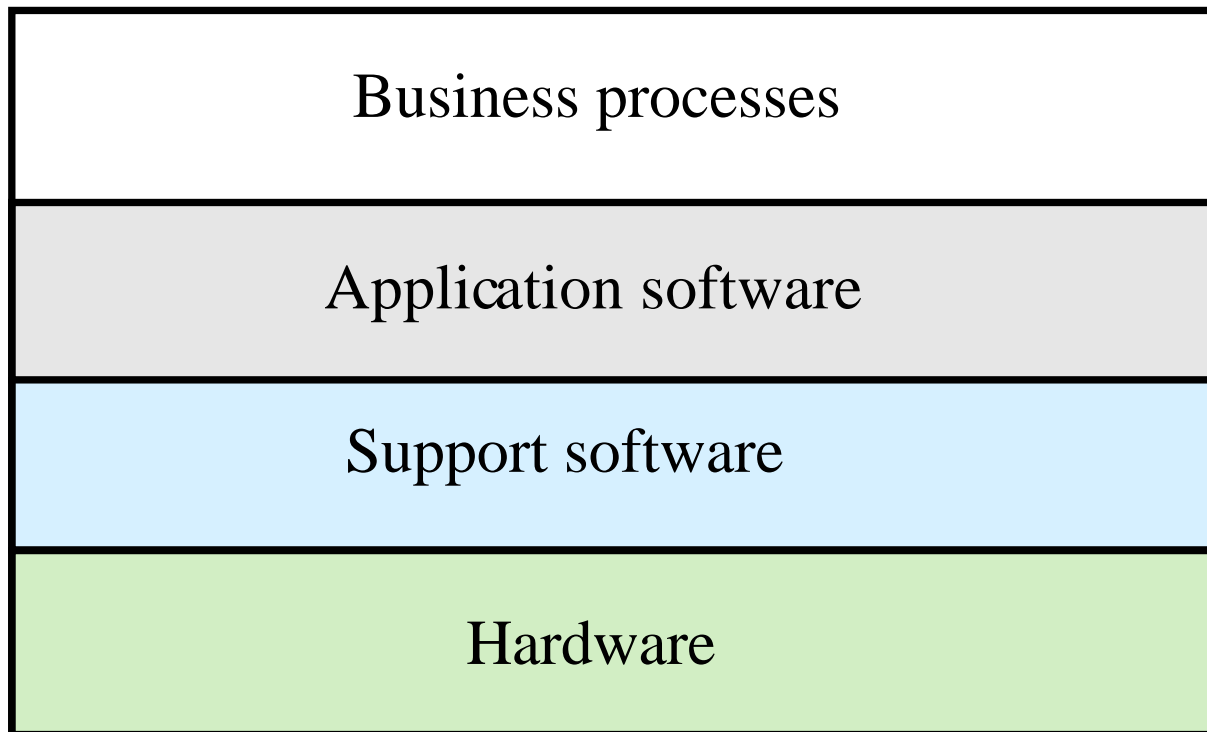 Business processes
Application software
Support software
Hardware